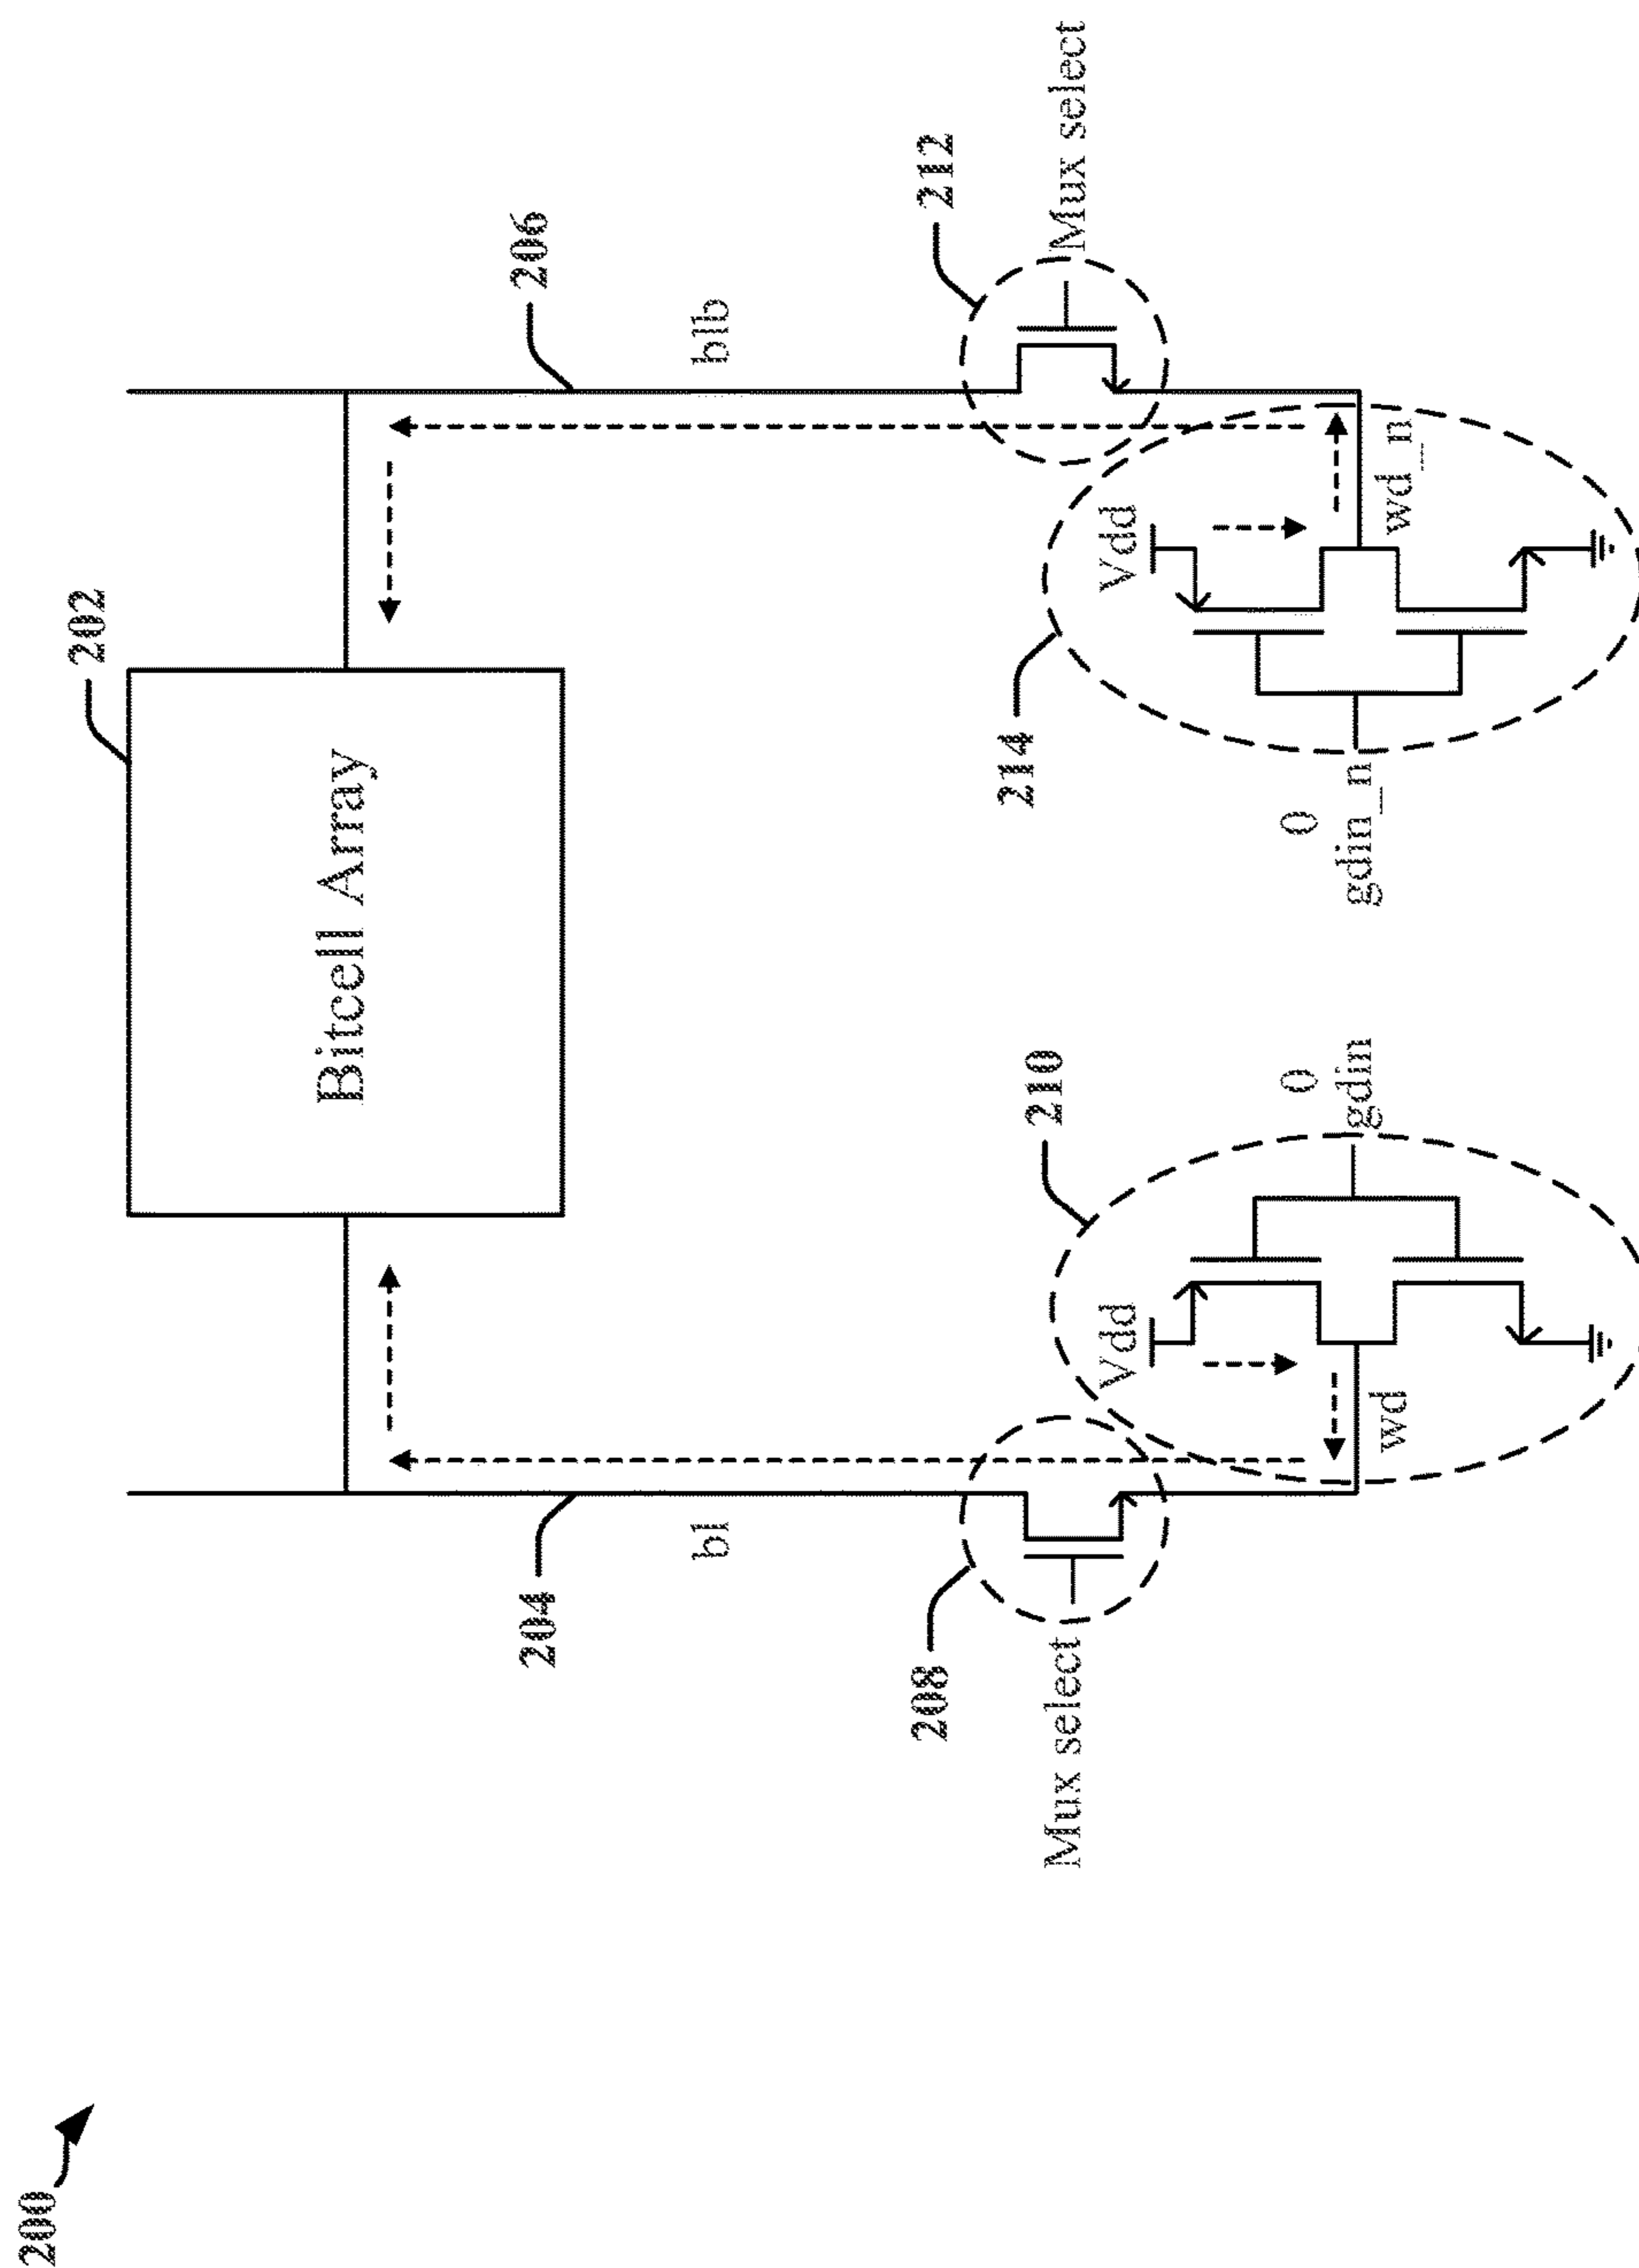 200
202
Bitcell Array
204
206
bl
blb
208
212
Mux select
Mux select
210
214
Vdd
Vdd
0
0
gdin
gdin_n
wd
wd_n